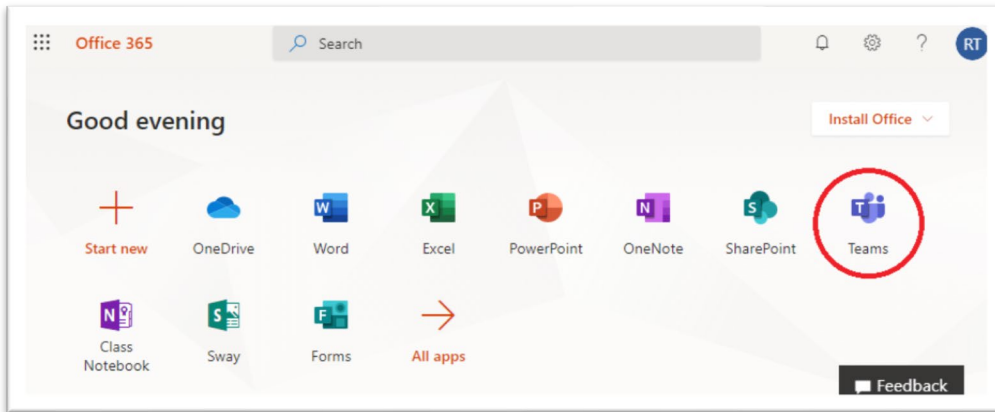 Office 365
Search
?
RT
Good evening
Install Office
Start new
OneDrive
W
Word
X
Excel
P
PowerPoint
N
OneNote
S
SharePoint
T
Teams
N
Class
Notebook
S
Sway
F
Forms
All apps
Feedback